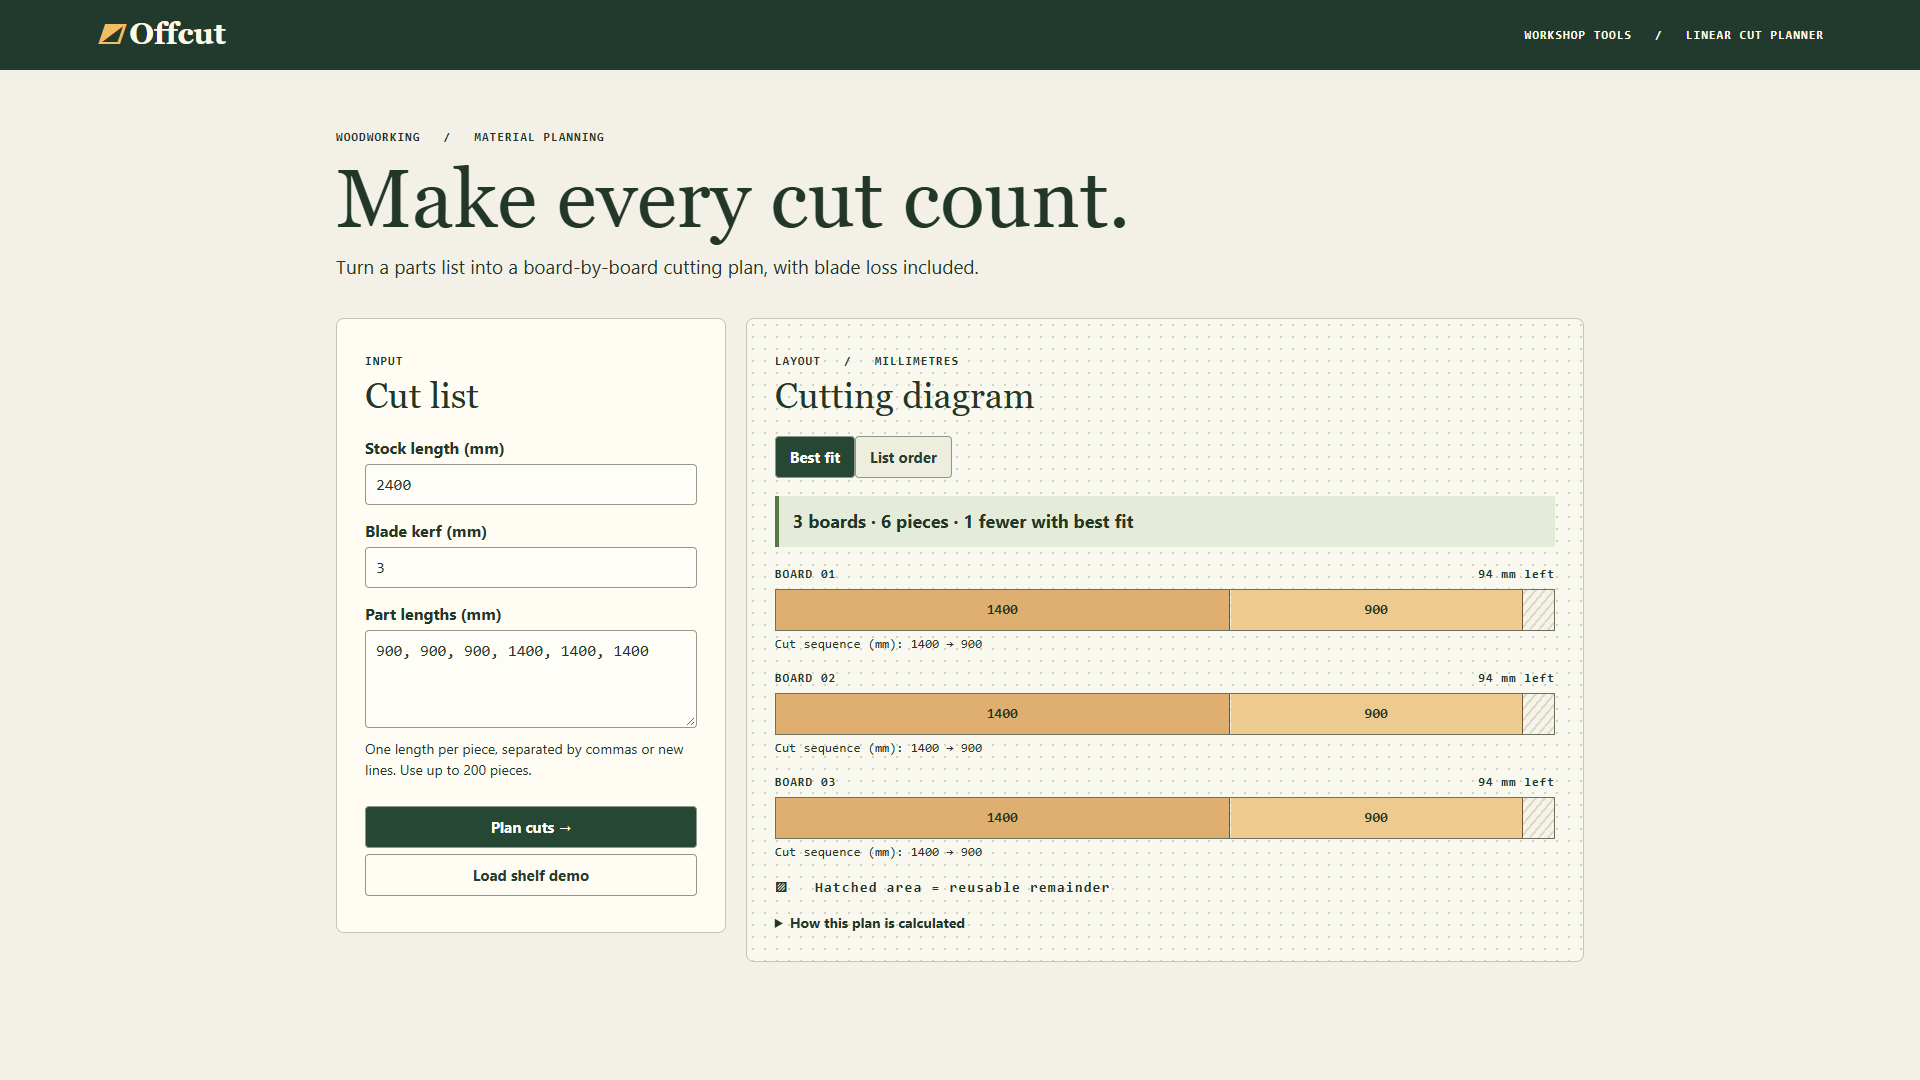 Offcut
WORKSHOP TOOLS / LINEAR CUT PLANNER
WOODWORKING / MATERIAL PLANNING
Make every cut count.
Turn a parts list into a board-by-board cutting plan, with blade loss included.
INPUT
Cut list
Stock length (mm)
2400
Blade kerf (mm)
3
Part lengths (mm)
900, 900, 900, 1400, 1400, 1400
One length per piece, separated by commas or new
lines. Use up to 200 pieces.
Plan cuts →
Load shelf demo
LAYOUT / MILLIMETRES
Cutting diagram
Best fit List order
3 boards · 6 pieces · 1 fewer with best fit
BOARD 01 94 mm left
1400 900
Cut sequence (mm): 1400 → 900
BOARD 02 94 mm left
1400 900
Cut sequence (mm): 1400 → 900
BOARD 03 94 mm left
1400 900
Cut sequence (mm): 1400 → 900
▨ Hatched area = reusable remainder
▶ How this plan is calculated